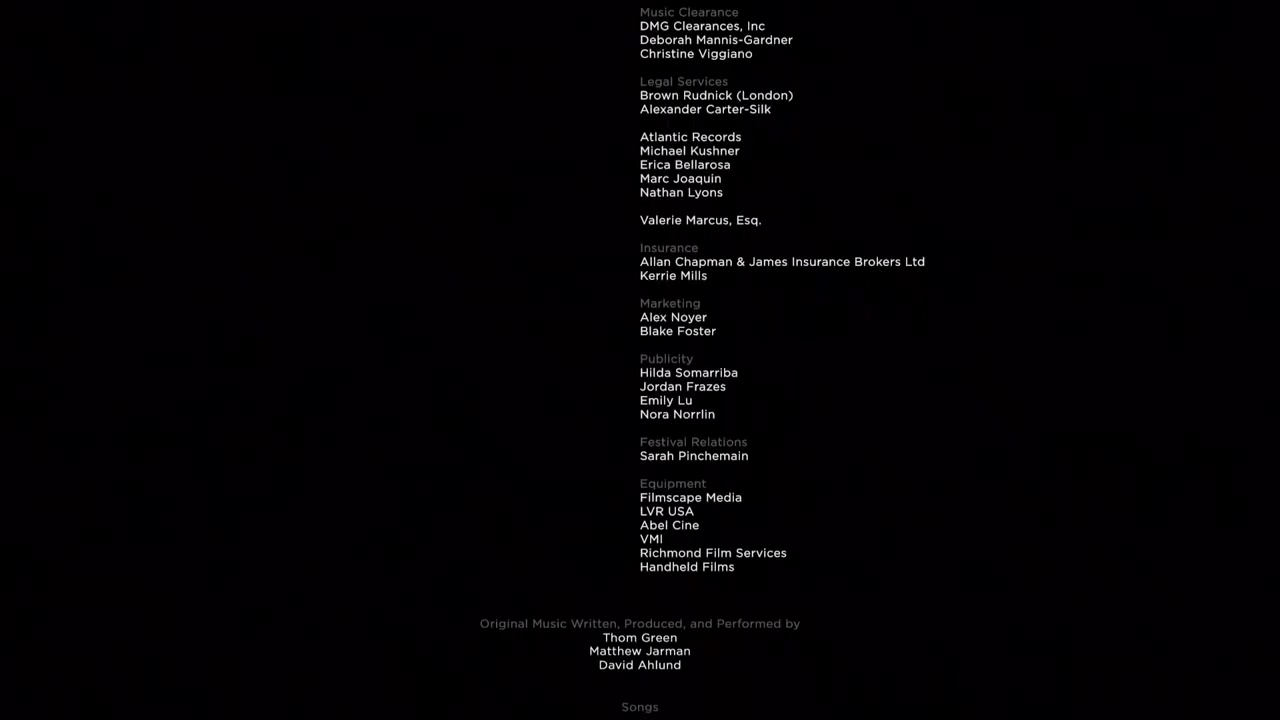 Music Clearance
DMG Clearances, Inc
Deborah Mannis-Gardner
Christine Viggiano
Legal Services
Brown Rudnick (London)
Alexander Carter-Silk
Atlantic Records
Michael Kushner
Erica Bellarosa
Marc Joaquin
Nathan Lyons
Valerie Marcus, Esq.
Insurance
Allan Chapman & James Insurance Brokers Ltd
Kerrie Mills
Marketing
Alex Noyer
Blake Foster
Publicity
Hilda Somarriba
Jordan Frazes
Emily Lu
Nora Norrlin
Festival Relations
Sarah Pinchemain
Equipment
Filmscape Media
LVR USA
Abel Cine
VMI
Richmond Film Services
Handheld Films
Original Music Written, Produced, and Performed by
Thom Green
Matthew Jarman
David Ahlund
Songs